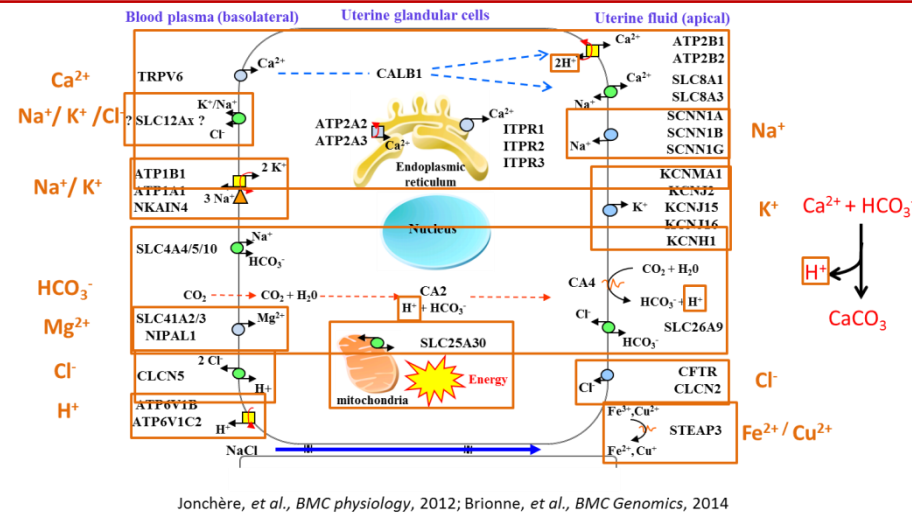 Blood plasma (basolateral)
Uterine glandular cells
Uterine fluid (apical)
Ca²⁺
TRPV6
Ca²⁺
CALB1
2H⁺
Ca²⁺
ATP2B1
ATP2B2
Ca²⁺
Na⁺
SLC8A1
SLC8A3
Na⁺/ K⁺ /Cl⁻
? SLC12Ax ?
K⁺/Na⁺
Cl⁻
ATP2A2
ATP2A3
Ca²⁺
Ca²⁺
ITPR1
ITPR2
ITPR3
Endoplasmic
reticulum
Na⁺
SCNN1A
SCNN1B
SCNN1G
Na⁺
Na⁺/ K⁺
ATP1B1
ATP1A1
NKAIN4
2 K⁺
3 Na⁺
Nucleus
K⁺
KCNMA1
KCNJ2
KCNJ15
KCNJ16
KCNH1
K⁺
Ca²⁺ + HCO₃⁻
H⁺
CaCO₃
HCO₃⁻
SLC4A4/5/10
Na⁺
HCO₃⁻
CO₂
CO₂ + H₂0
CA2
H⁺ + HCO₃⁻
CA4
CO₂ + H₂0
HCO₃⁻ + H⁺
Cl⁻
HCO₃⁻
SLC26A9
Mg²⁺
SLC41A2/3
NIPAL1
Mg²⁺
SLC25A30
Energy
mitochondria
Cl⁻
CLCN5
2 Cl⁻
H⁺
Cl⁻
CFTR
CLCN2
Cl⁻
H⁺
ATP6V1B
ATP6V1C2
H⁺
Fe³⁺,Cu²⁺
Fe²⁺,Cu⁺
STEAP3
Fe²⁺/ Cu²⁺
NaCl
Jonchère, et al., BMC physiology, 2012; Brionne, et al., BMC Genomics, 2014